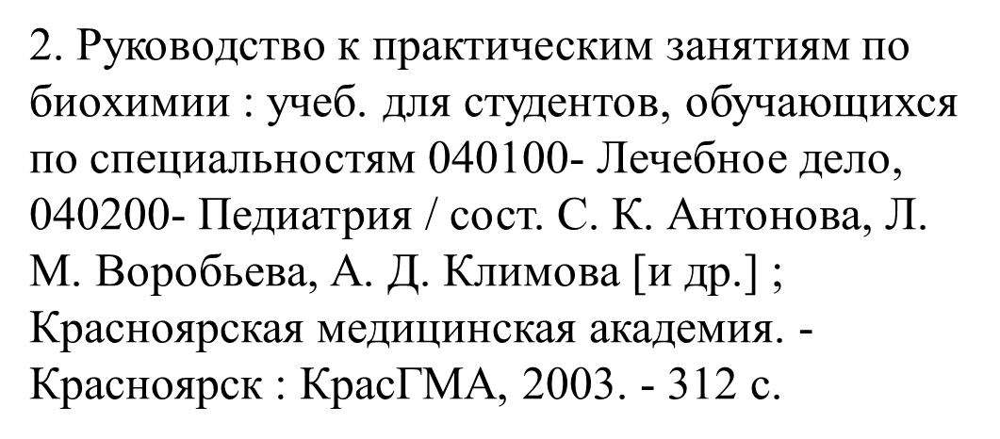 2. Руководство к практическим занятиям по
биохимии : учеб. для студентов, обучающихся
по специальностям 040100- Лечебное дело,
040200- Педиатрия / сост. С. К. Антонова, Л.
М. Воробьева, А. Д. Климова [и др.] ;
Красноярская медицинская академия. -
Красноярск : КрасГМА, 2003. - 312 с.